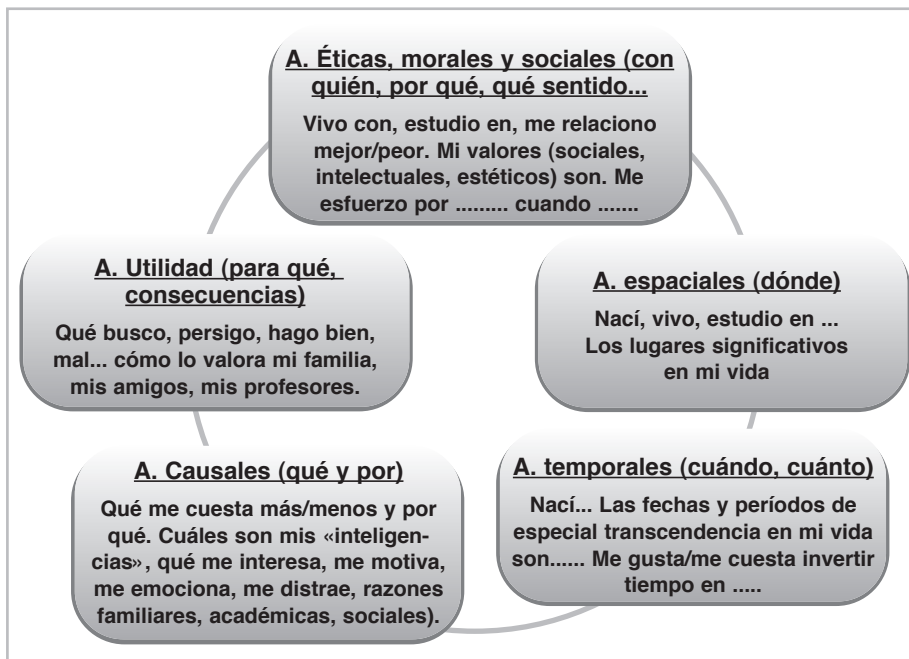 A. Éticas, morales y sociales (con
quién, por qué, qué sentido...
Vivo con, estudio en, me relaciono
mejor/peor. Mi valores (sociales,
intelectuales, estéticos) son. Me
esfuerzo por ......... cuando .......
A. Utilidad (para qué,
consecuencias)
Qué busco, persigo, hago bien,
mal... cómo lo valora mi familia,
mis amigos, mis profesores.
A. espaciales (dónde)
Nací, vivo, estudio en ...
Los lugares significativos
en mi vida
A. Causales (qué y por)
Qué me cuesta más/menos y por
qué. Cuáles son mis «inteligen-
cias», qué me interesa, me motiva,
me emociona, me distrae, razones
familiares, académicas, sociales).
A. temporales (cuándo, cuánto)
Nací... Las fechas y períodos de
especial transcendencia en mi vida
son...... Me gusta/me cuesta invertir
tiempo en .....